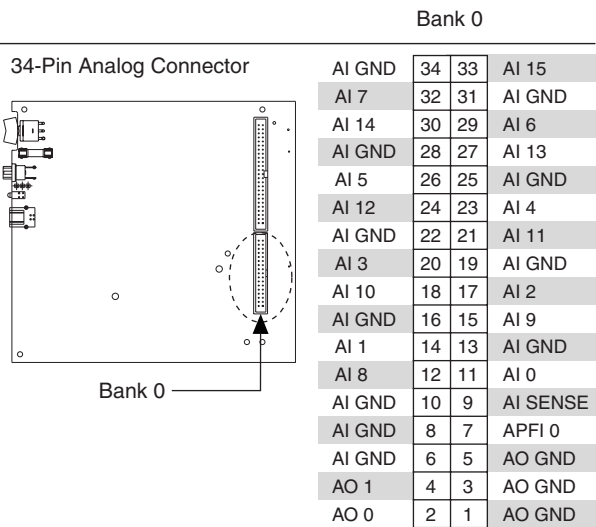 Bank 0
34-Pin Analog Connector
AI GND 34 33 AI 15
AI 7 32 31 AI GND
AI 14 30 29 AI 6
AI GND 28 27 AI 13
AI 5 26 25 AI GND
AI 12 24 23 AI 4
AI GND 22 21 AI 11
AI 3 20 19 AI GND
AI 10 18 17 AI 2
AI GND 16 15 AI 9
AI 1 14 13 AI GND
AI 8 12 11 AI 0
AI GND 10 9 AI SENSE
AI GND 8 7 APFI 0
AI GND 6 5 AO GND
AO 1 4 3 AO GND
AO 0 2 1 AO GND
Bank 0